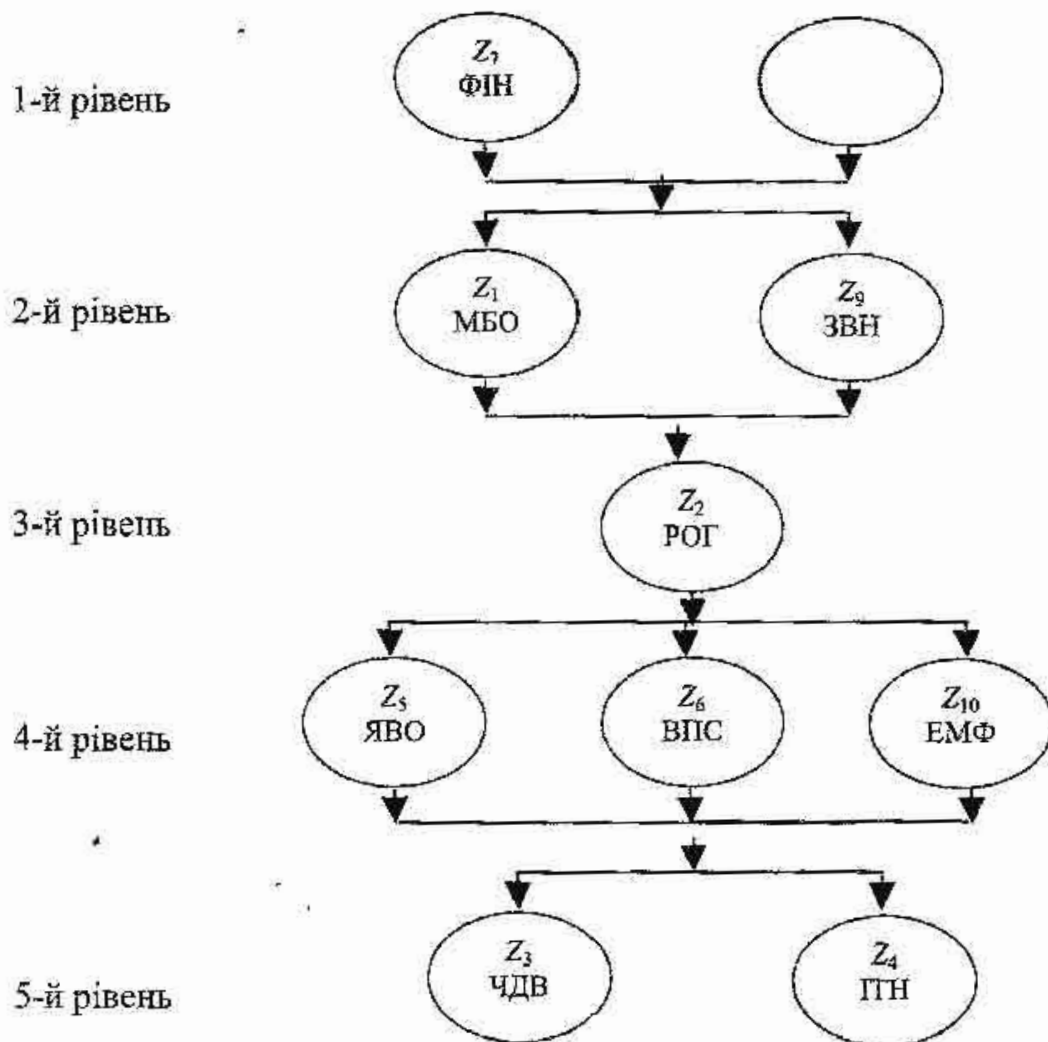 1-й рівень
Z7
ФІН
2-й рівень
Z1
МБО
Z9
ЗВН
3-й рівень
Z2
РОГ
4-й рівень
Z5
ЯВО
Z6
ВПС
Z10
ЕМФ
5-й рівень
Z3
ЧДВ
Z4
ІТН